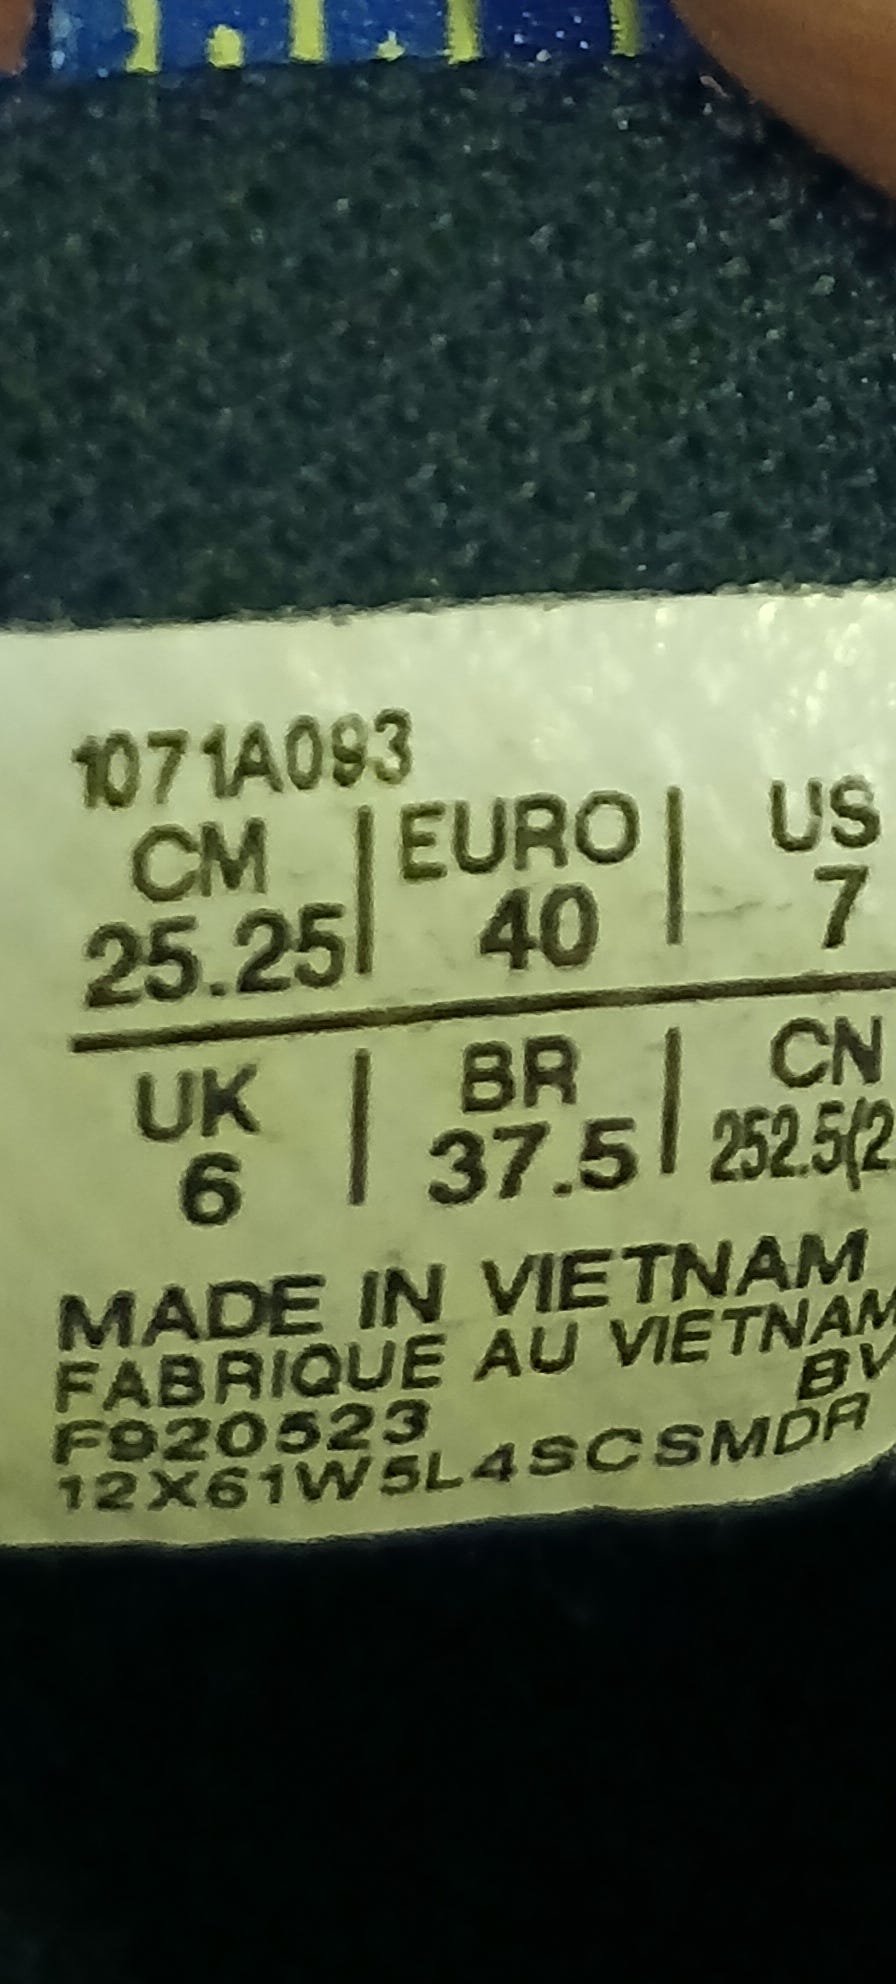 1071A093
CM | EURO | US
25.25 | 40 | 7
UK | BR | CN
6 | 37.5 | 252.5(2
MADE IN VIETNAM
FABRIQUE AU VIETNAM
F920523 BV
12X61W5L4SCSMDR